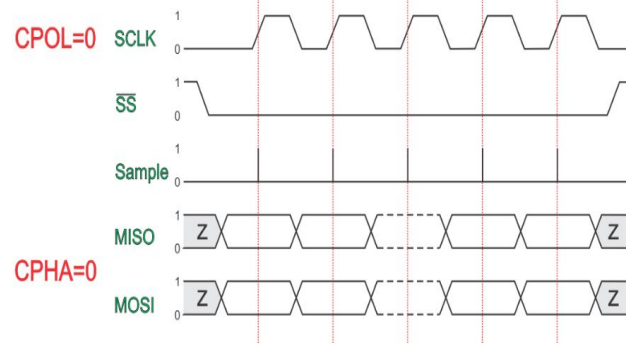 CPOL=0 SCLK 1
0
SS 1
0
Sample 1
0
MISO 1
0 Z Z
CPHA=0
MOSI 1
0 Z Z